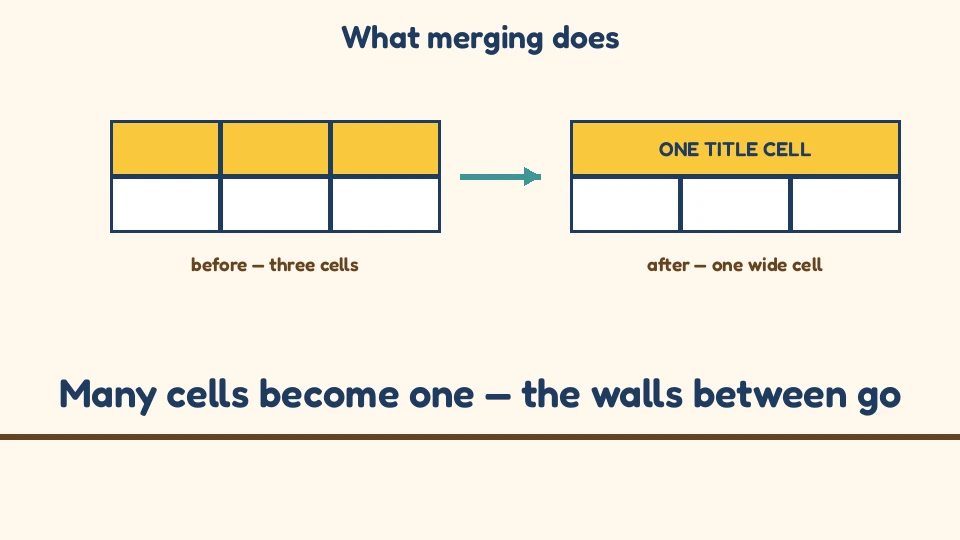 What merging does
ONE TITLE CELL
before — three cells
after — one wide cell
Many cells become one — the walls between go